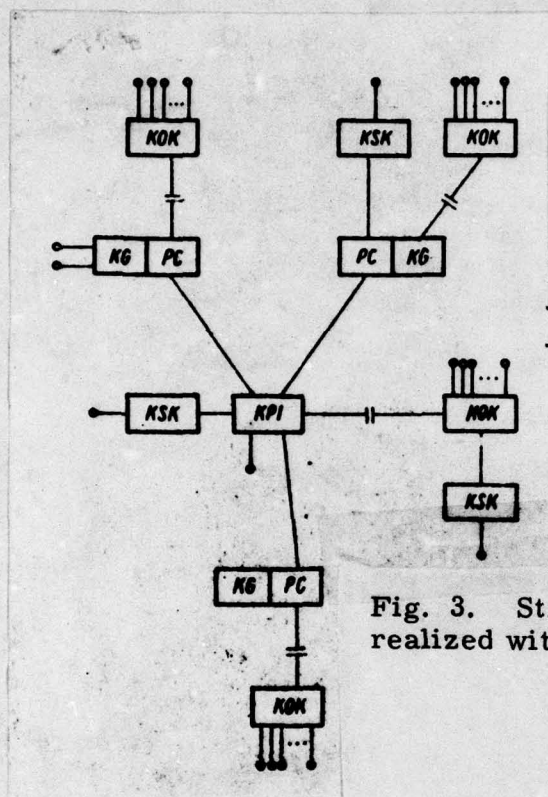 KOK KSK KOK
KG PC PC KG
KSK KPI KOK
KSK
KG PC
Fig. 3. St
realized wit
KOK